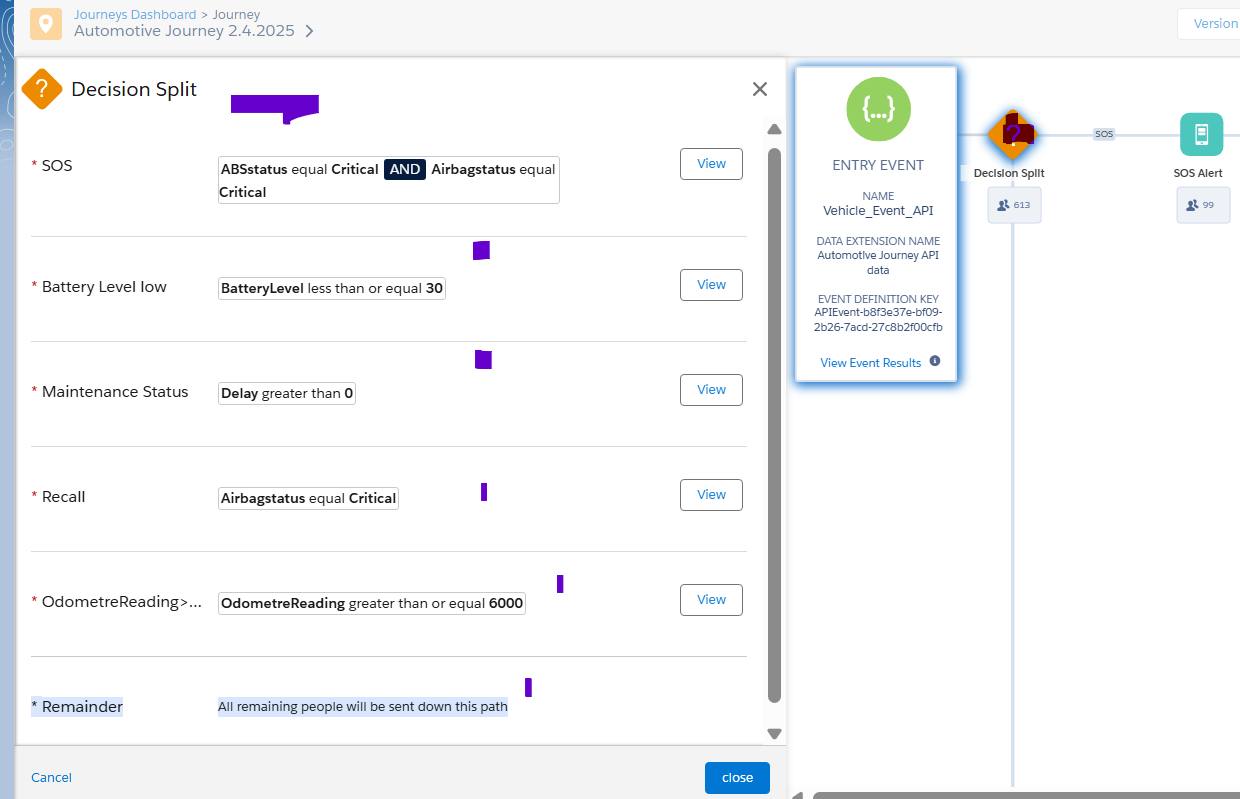 Journeys Dashboard > Journey
Automotive Journey 2.4.2025
Version
Decision Split
* SOS
ABSstatus equal Critical AND Airbagstatus equal
Critical
View
* Battery Level low
BatteryLevel less than or equal 30
View
* Maintenance Status
Delay greater than 0
View
* Recall
Airbagstatus equal Critical
View
* OdometreReading>...
OdometreReading greater than or equal 6000
View
* Remainder
All remaining people will be sent down this path
Cancel
close
{...}
ENTRY EVENT
NAME
Vehicle_Event_API
DATA EXTENSION NAME
Automotive Journey API
data
EVENT DEFINITION KEY
APIEvent-b8f3e37e-bf09-
2b26-7acd-27c8b2f00cfb
View Event Results
Decision Split
613
SOS
SOS Alert
99